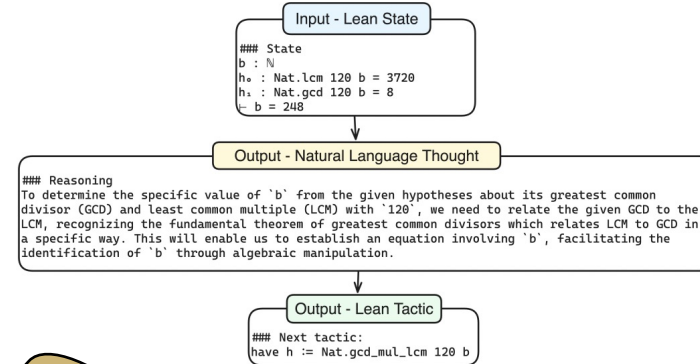 Input - Lean State
### State
b : ℕ
h₀ : Nat.lcm 120 b = 3720
h₁ : Nat.gcd 120 b = 8
⊢ b = 248
Output - Natural Language Thought
### Reasoning
To determine the specific value of `b` from the given hypotheses about its greatest common
divisor (GCD) and least common multiple (LCM) with `120`, we need to relate the given GCD to the
LCM, recognizing the fundamental theorem of greatest common divisors which relates LCM to GCD in
a specific way. This will enable us to establish an equation involving `b`, facilitating the
identification of `b` through algebraic manipulation.
Output - Lean Tactic
### Next tactic:
have h := Nat.gcd_mul_lcm 120 b